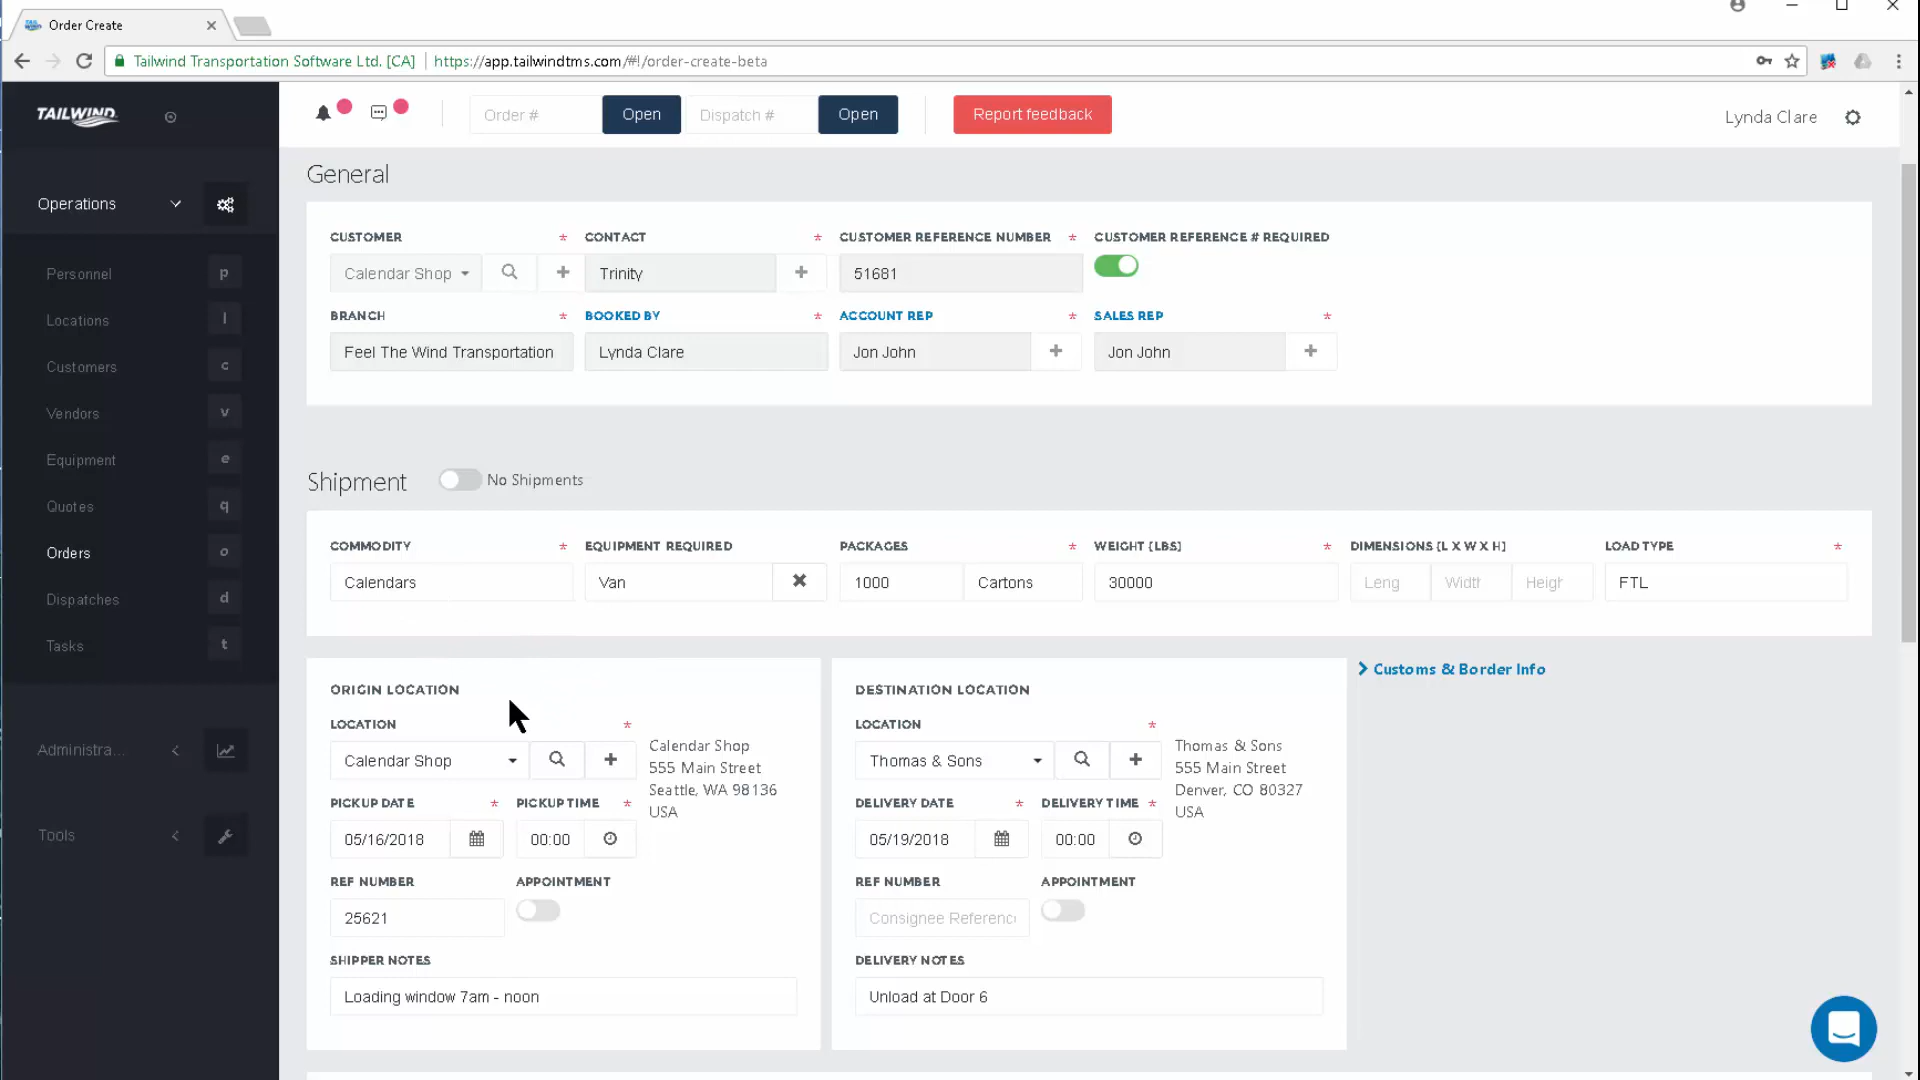 Order Create
Tailwind Transportation Software Ltd. [CA] https://app.tailwindtms.com/#!/order-create-beta
TAILWIND
Order # Open Dispatch # Open Report feedback Lynda Clare
Operations
Personnel p
Locations l
Customers c
Vendors v
Equipment e
Quotes q
Orders o
Dispatches d
Tasks t
Administra...
Tools
General
CUSTOMER * CONTACT * CUSTOMER REFERENCE NUMBER * CUSTOMER REFERENCE # REQUIRED
Calendar Shop Trinity 51681
BRANCH * BOOKED BY * ACCOUNT REP * SALES REP *
Feel The Wind Transportation Lynda Clare Jon John Jon John
Shipment No Shipments
COMMODITY * EQUIPMENT REQUIRED PACKAGES * WEIGHT [LBS] * DIMENSIONS [L X W X H] LOAD TYPE *
Calendars Van 1000 Cartons 30000 Leng Width Heigh FTL
ORIGIN LOCATION
LOCATION *
Calendar Shop
Calendar Shop
555 Main Street
Seattle, WA 98136
USA
PICKUP DATE * PICKUP TIME *
05/16/2018 00:00
REF NUMBER APPOINTMENT
25621
SHIPPER NOTES
Loading window 7am - noon
DESTINATION LOCATION
LOCATION *
Thomas & Sons
Thomas & Sons
555 Main Street
Denver, CO 80327
USA
DELIVERY DATE * DELIVERY TIME *
05/19/2018 00:00
REF NUMBER APPOINTMENT
Consignee Referenc
DELIVERY NOTES
Unload at Door 6
Customs & Border Info